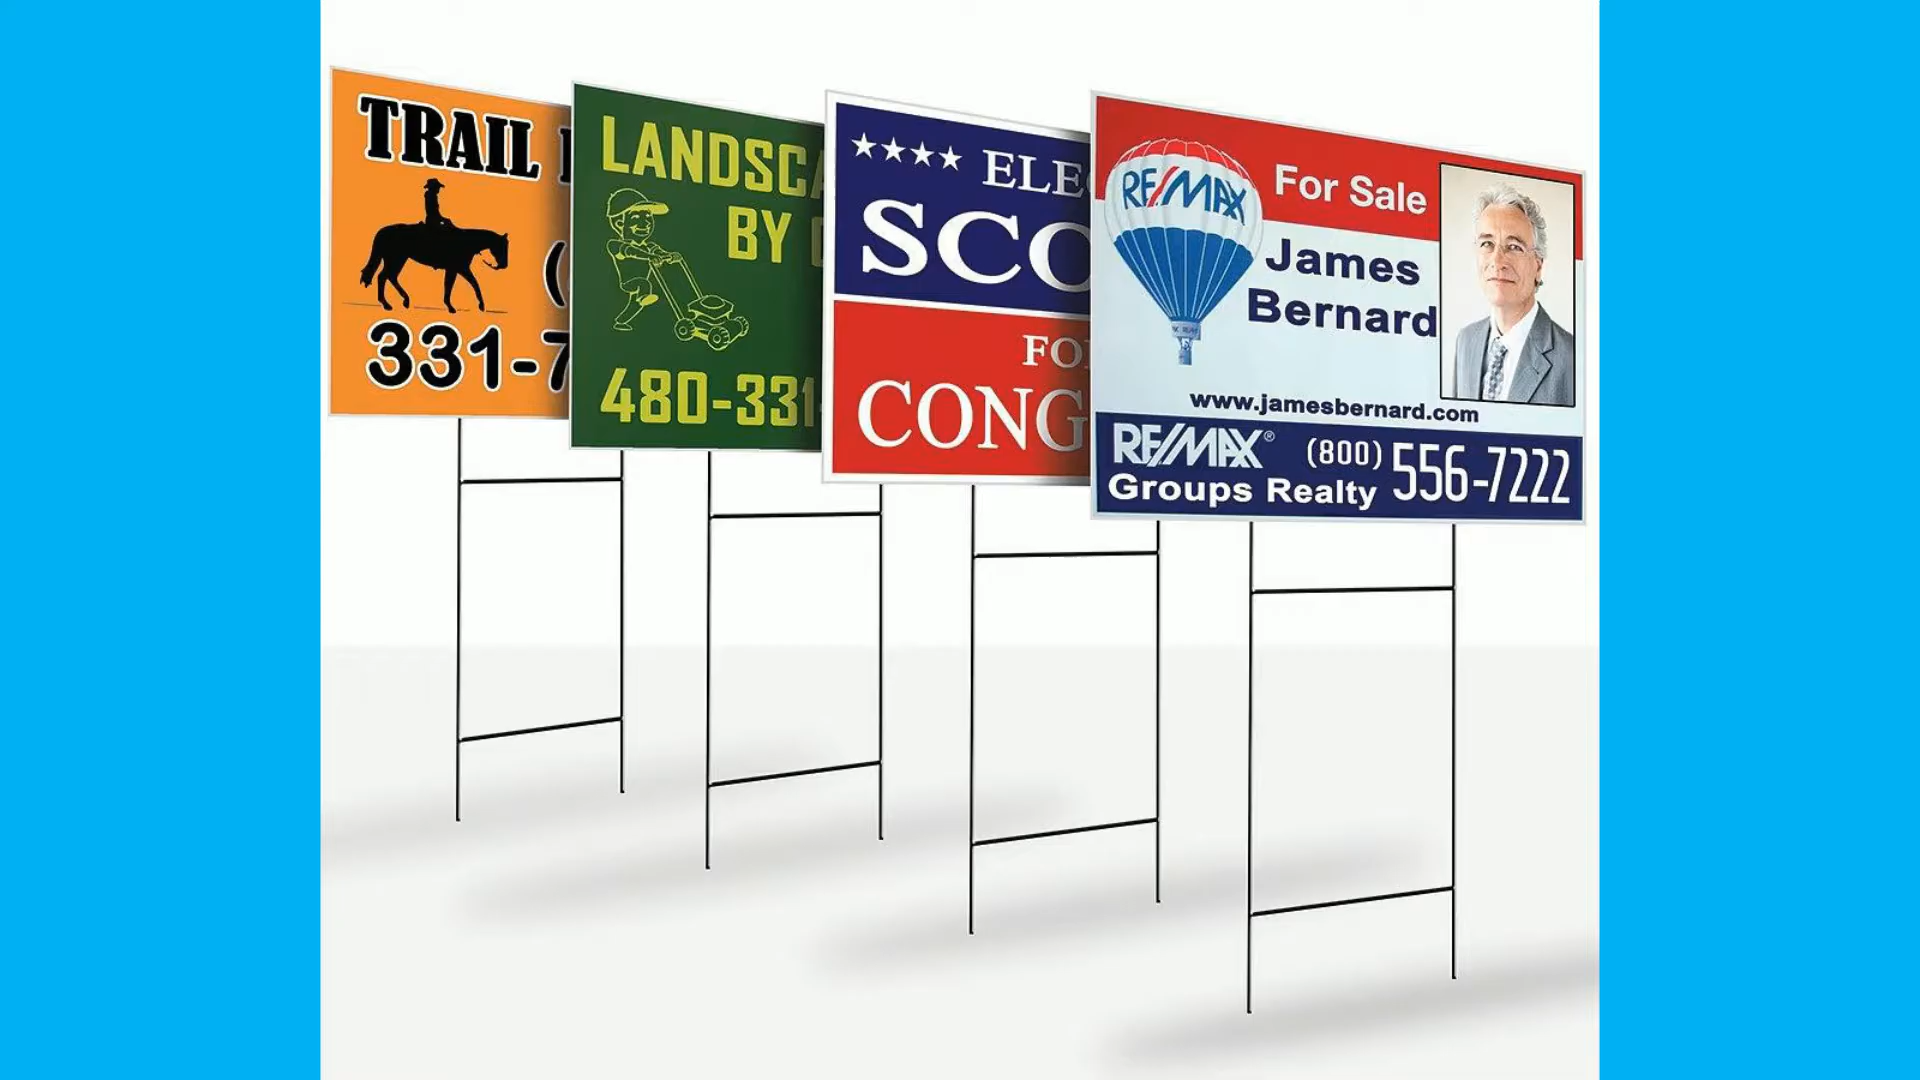 TRAIL
331-7
LANDSCA
BY
480-331
★★★★ ELE
SCO
FO
CONG
RE/MAX
For Sale
James
Bernard
www.jamesbernard.com
RE/MAX® (800) 556-7222
Groups Realty